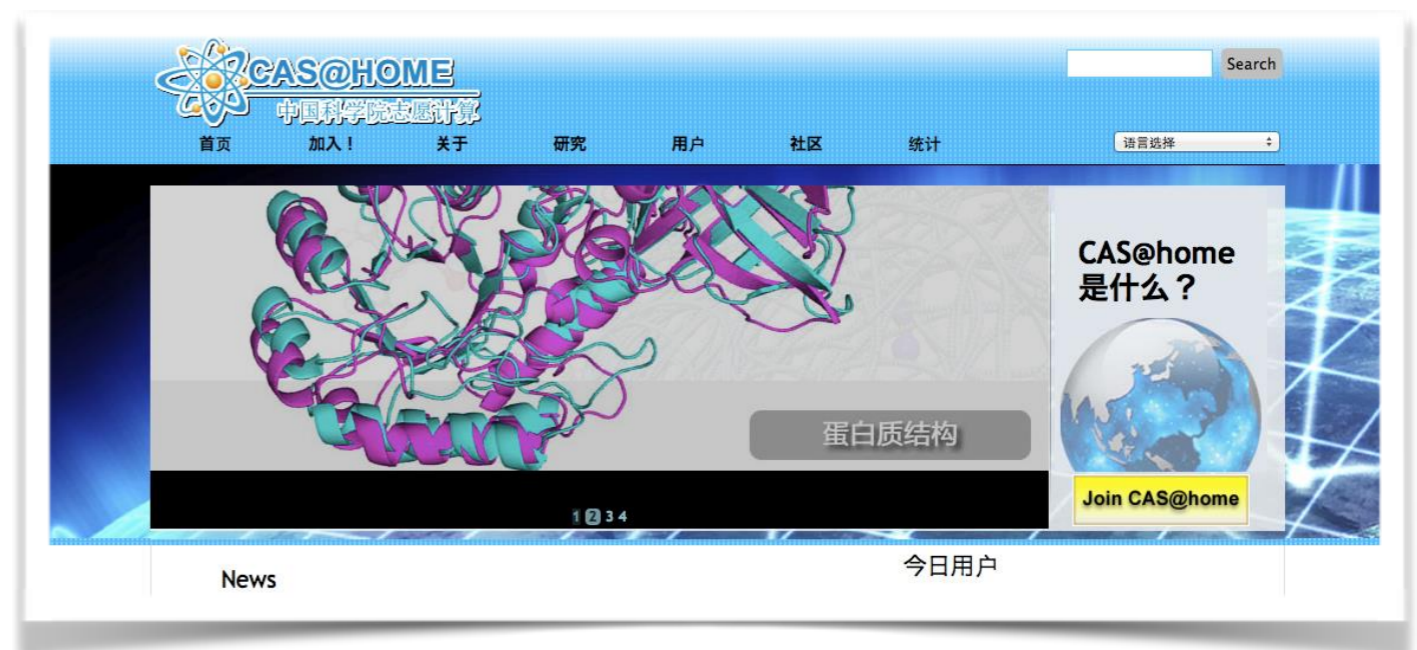 CAS@HOME
中国科学院志愿计算
Search
首页 加入！ 关于 研究 用户 社区 统计
语言选择
CAS@home
是什么？
蛋白质结构
Join CAS@home
1 2 3 4
News
今日用户